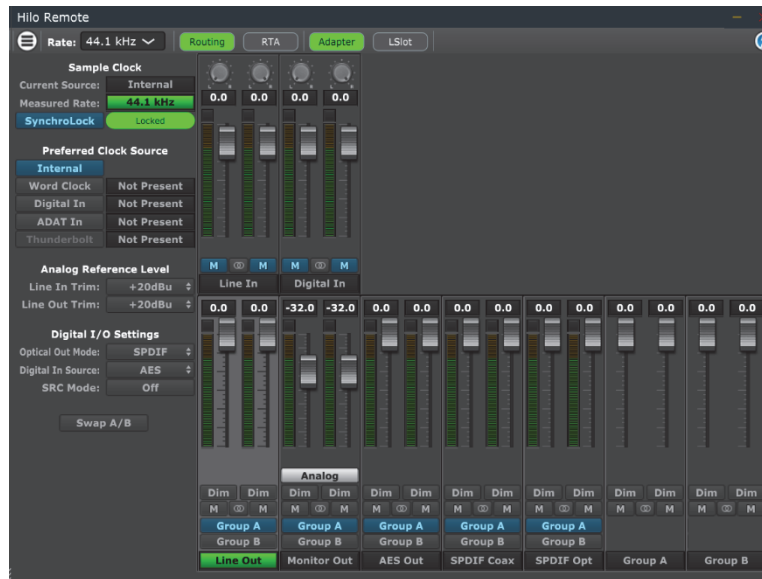 Hilo Remote
Rate: 44.1 kHz Routing RTA Adapter LSlot
Sample Clock
Current Source: Internal
Measured Rate: 44.1 kHz
SynchroLock Locked
Preferred Clock Source
Internal
Word Clock Not Present
Digital In Not Present
ADAT In Not Present
Thunderbolt Not Present
Analog Reference Level
Line In Trim: +20dBu
Line Out Trim: +20dBu
Digital I/O Settings
Optical Out Mode: SPDIF
Digital In Source: AES
SRC Mode: Off
Swap A/B
0.0 0.0 0.0 0.0
M M M M
Line In Digital In
0.0 0.0 -32.0 -32.0 0.0 0.0 0.0 0.0 0.0 0.0 0.0 0.0 0.0 0.0
Analog
Dim Dim Dim Dim Dim Dim Dim Dim Dim Dim Dim Dim Dim Dim
M M M M M M M M M M M M M M
Group A Group A Group A Group A Group A
Group B Group B Group B Group B Group B
Line Out Monitor Out AES Out SPDIF Coax SPDIF Opt Group A Group B